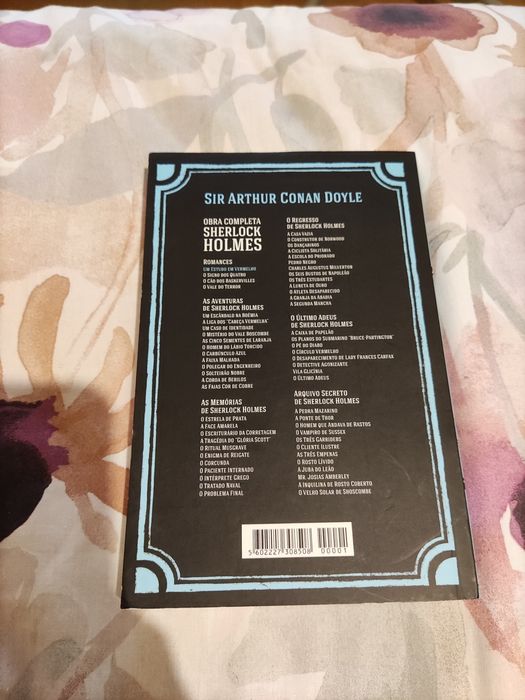 SIR ARTHUR CONAN DOYLE
OBRA COMPLETA
SHERLOCK
HOLMES
ROMANCES
UM ESTUDO EM VERMELHO
O SIGNO DOS QUATRO
O CÃO DOS BASKERVILLES
O VALE DO TERROR
AS AVENTURAS
DE SHERLOCK HOLMES
UM ESCÂNDALO NA BOÉMIA
A LIGA DOS "CABEÇA VERMELHA"
UM CASO DE IDENTIDADE
O MISTÉRIO DO VALE BOSCOMBE
AS CINCO SEMENTES DE LARANJA
O HOMEM DO LÁBIO TORCIDO
O CARBÚNCULO AZUL
A FAIXA MALHADA
O POLEGAR DO ENGENHEIRO
O SOLTEIRÃO NOBRE
A COROA DE BERILOS
AS FAIAS COR DE COBRE
AS MEMÓRIAS
DE SHERLOCK HOLMES
O ESTRELA DE PRATA
A FACE AMARELA
O ESCRITURÁRIO DA CORRETAGEM
A TRAGÉDIA DO "GLÓRIA SCOTT"
O RITUAL MUSGRAVE
O ENIGMA DE REIGATE
O CORCUNDA
O PACIENTE INTERNADO
O INTÉRPRETE GREGO
O TRATADO NAVAL
O PROBLEMA FINAL
O REGRESSO
DE SHERLOCK HOLMES
A CASA VAZIA
O CONSTRUTOR DE NORWOOD
OS DANÇARINOS
A CICLISTA SOLITÁRIA
A ESCOLA DO PRIORADO
PEDRO NEGRO
CHARLES AUGUSTUS MILVERTON
OS SEIS BUSTOS DE NAPOLEÃO
OS TRÊS ESTUDANTES
A LUNETA DE OURO
O ATLETA DESAPARECIDO
A GRANJA DA ABADIA
A SEGUNDA MANCHA
O ÚLTIMO ADEUS
DE SHERLOCK HOLMES
A CAIXA DE PAPELÃO
OS PLANOS DO SUBMARINO "BRUCE-PARTINGTON"
O PÉ DO DIABO
O CÍRCULO VERMELHO
O DESAPARECIMENTO DE LADY FRANCES CARFAX
O DETECTIVE AGONIZANTE
VILA GLICÍNIA
O ÚLTIMO ADEUS
ARQUIVO SECRETO
DE SHERLOCK HOLMES
A PEDRA MAZARINO
A PONTE DE THOR
O HOMEM QUE ANDAVA DE RASTOS
O VAMPIRO DE SUSSEX
OS TRÊS GARRIDEBS
O CLIENTE ILUSTRE
AS TRÊS EMPENAS
O ROSTO LÍVIDO
A JUBA DO LEÃO
MR. JOSIAS AMBERLEY
A INQUILINA DE ROSTO COBERTO
O VELHO SOLAR DE SHOSCOMBE
5602227308508 00001